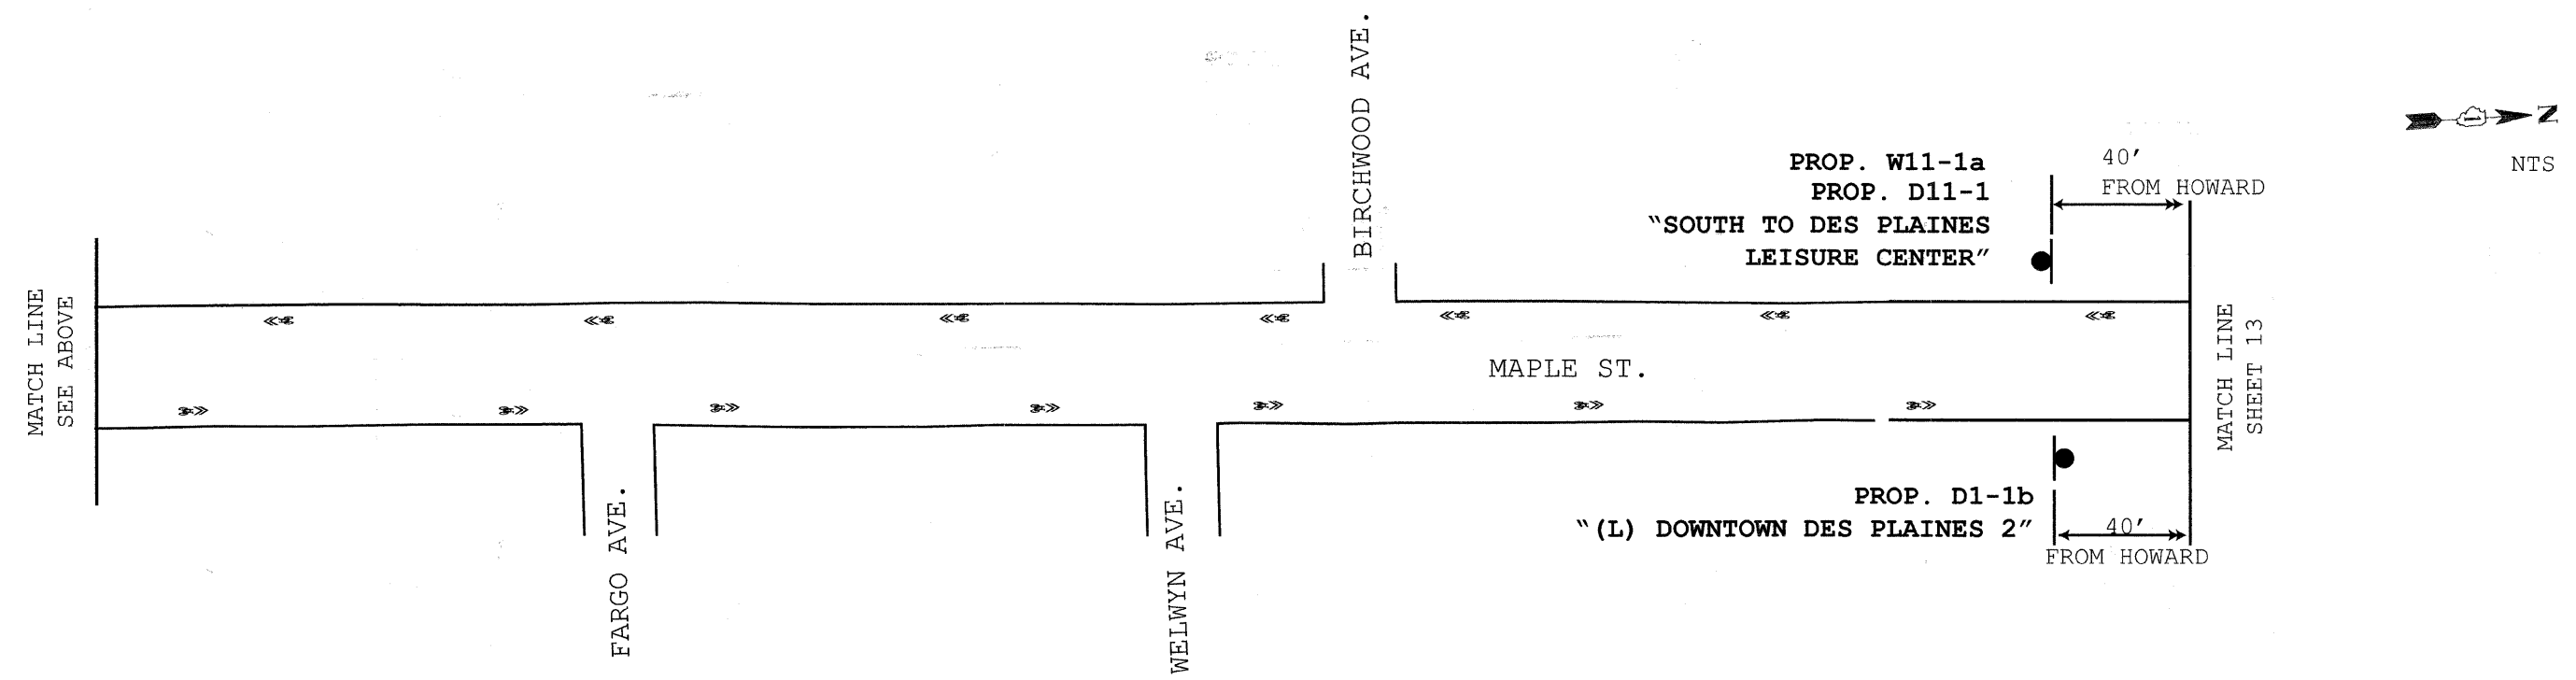 BIRCHWOOD AVE.
N
NTS
PROP. W11-1a
PROP. D11-1
"SOUTH TO DES PLAINES
LEISURE CENTER"
40'
FROM HOWARD
MATCH LINE
SEE ABOVE
MAPLE ST.
MATCH LINE
SHEET 13
FARGO AVE.
WELWYN AVE.
PROP. D1-1b
"(L) DOWNTOWN DES PLAINES 2"
40'
FROM HOWARD